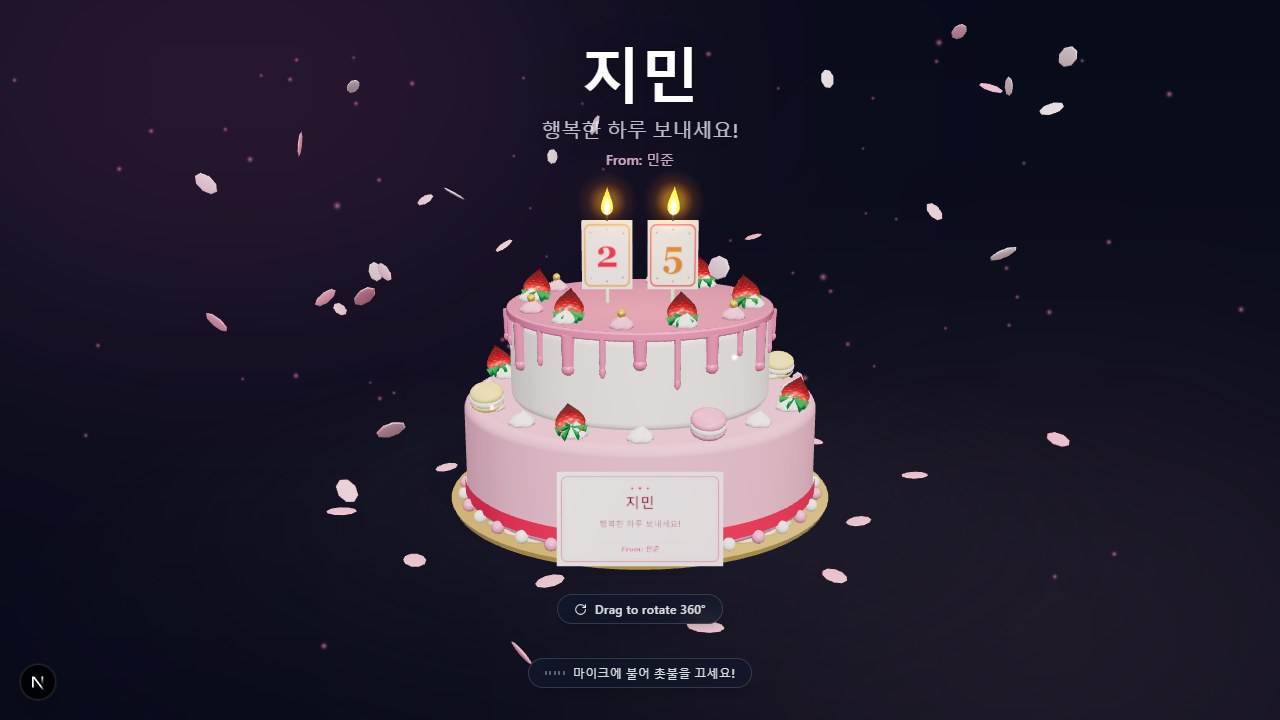 지민
행복한 하루 보내세요!
From: 민준
2 5
지민
행복한 하루 보내세요!
From: 민준
Drag to rotate 360°
마이크에 불어 촛불을 끄세요!
N